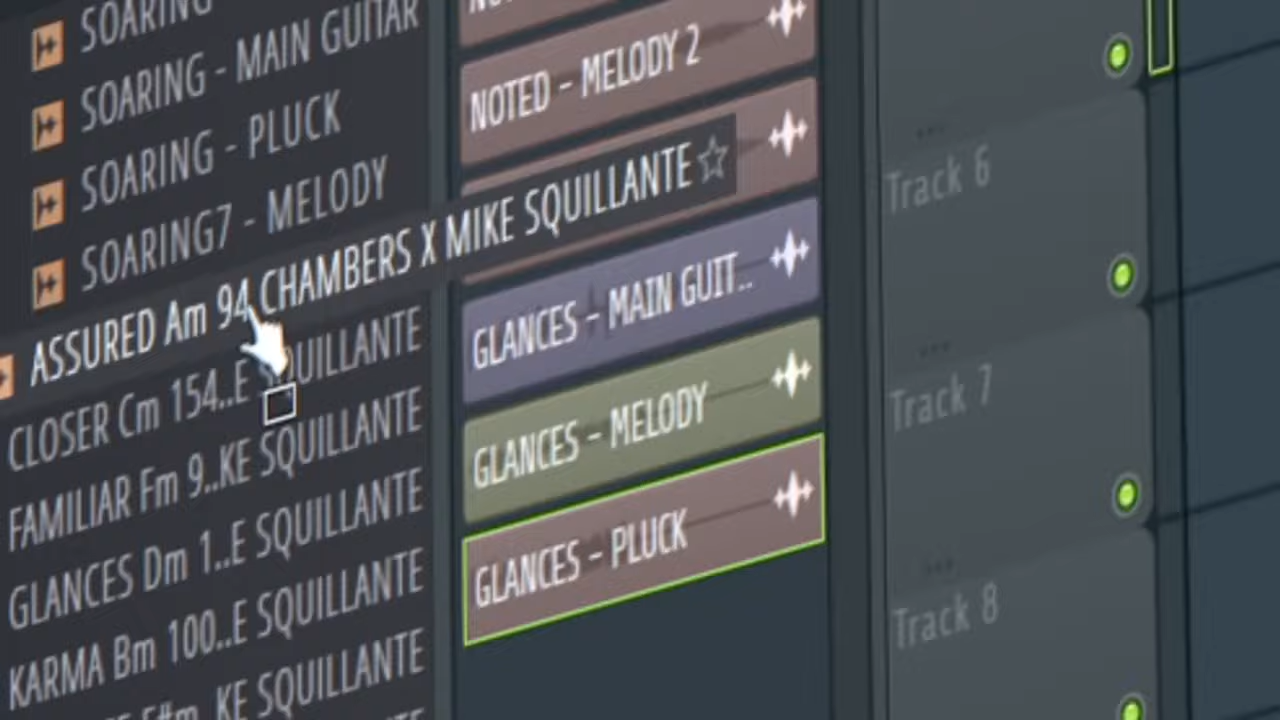 SOARING
SOARING - MAIN GUITAR
SOARING - PLUCK
SOARING7 - MELODY
ASSURED Am 94 CHAMBERS X MIKE SQUILLANTE
CLOSER Cm 154..E SQUILLANTE
FAMILIAR Fm 9..KE SQUILLANTE
GLANCES Dm 1..E SQUILLANTE
KARMA Bm 100..E SQUILLANTE
KE SQUILLANTE
NOTED - MELODY 2
GLANCES - MAIN GUIT..
GLANCES - MELODY
GLANCES - PLUCK
Track 6
Track 7
Track 8